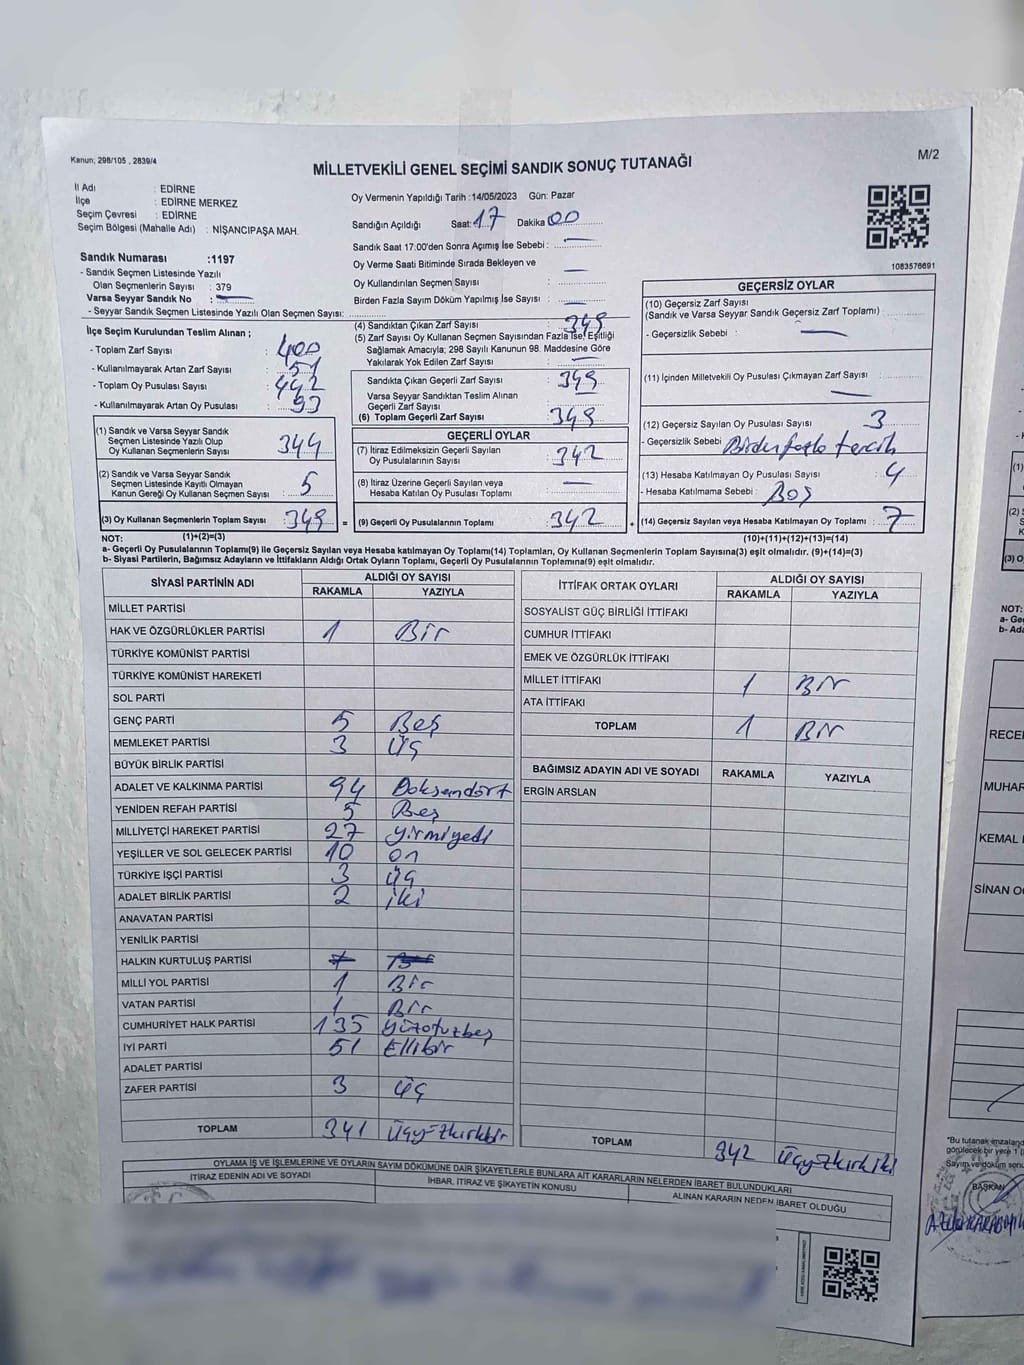 Kanun; 298/105 , 2839/4
M/2
MİLLETVEKİLİ GENEL SEÇİMİ SANDIK SONUÇ TUTANAĞI
İl Adı : EDİRNE
İlçe : EDİRNE MERKEZ
Seçim Çevresi : EDİRNE
Seçim Bölgesi (Mahalle Adı) : NİŞANCIPAŞA MAH.
Sandık Numarası :1197
- Sandık Seçmen Listesinde Yazılı
Olan Seçmenlerin Sayısı : 379
Varsa Seyyar Sandık No :
- Seyyar Sandık Seçmen Listesinde Yazılı Olan Seçmen Sayısı:
Oy Vermenin Yapıldığı Tarih :14/05/2023 Gün: Pazar
Sandığın Açıldığı Saat: 17 Dakika 00
Sandık Saat 17:00'den Sonra Açımış İse Sebebi :
Oy Verme Saati Bitiminde Sırada Bekleyen ve
Oy Kullandırılan Seçmen Sayısı :
Birden Fazla Sayım Döküm Yapılmış İse Sayısı :
1083576691
İlçe Seçim Kurulundan Teslim Alınan ;
- Toplam Zarf Sayısı : 400
- Kullanılmayarak Artan Zarf Sayısı : 51
- Toplam Oy Pusulası Sayısı : 442
- Kullanılmayarak Artan Oy Pusulası : 93
(4) Sandıktan Çıkan Zarf Sayısı : 349
(5) Zarf Sayısı Oy Kullanan Seçmen Sayısından Fazla İse, Eşitliği
Sağlamak Amacıyla; 298 Sayılı Kanunun 98. Maddesine Göre
Yakılarak Yok Edilen Zarf Sayısı :
Sandıkta Çıkan Geçerli Zarf Sayısı : 349
Varsa Seyyar Sandıktan Teslim Alınan
Geçerli Zarf Sayısı :
(6) Toplam Geçerli Zarf Sayısı : 349
GEÇERSİZ OYLAR
(10) Geçersiz Zarf Sayısı
(Sandık ve Varsa Seyyar Sandık Geçersiz Zarf Toplamı) :
- Geçersizlik Sebebi :
(11) İçinden Milletvekili Oy Pusulası Çıkmayan Zarf Sayısı :
(12) Geçersiz Sayılan Oy Pusulası Sayısı : 3
- Geçersizlik Sebebi : Birden fazla tercih
(13) Hesaba Katılmayan Oy Pusulası Sayısı : 4
- Hesaba Katılmama Sebebi : Boş
(14) Geçersiz Sayılan veya Hesaba Katılmayan Oy Toplamı : 7
(1) Sandık ve Varsa Seyyar Sandık
Seçmen Listesinde Yazılı Olup
Oy Kullanan Seçmenlerin Sayısı : 344
(2) Sandık ve Varsa Seyyar Sandık
Seçmen Listesinde Kayıtlı Olmayan
Kanun Gereği Oy Kullanan Seçmen Sayısı : 5
(3) Oy Kullanan Seçmenlerin Toplam Sayısı : 349
GEÇERLİ OYLAR
(7) İtiraz Edilmeksizin Geçerli Sayılan
Oy Pusulalarının Sayısı : 342
(8) İtiraz Üzerine Geçerli Sayılan veya
Hesaba Katılan Oy Pusulası Toplamı :
= (9) Geçerli Oy Pusulalarının Toplamı : 342 +
NOT: (1)+(2)=(3) (10)+(11)+(12)+(13)=(14)
a- Geçerli Oy Pusulalarının Toplamı(9) ile Geçersiz Sayılan veya Hesaba katılmayan Oy Toplamı(14) Toplamları, Oy Kullanan Seçmenlerin Toplam Sayısına(3) eşit olmalıdır. (9)+(14)=(3)
b- Siyasi Partilerin, Bağımsız Adayların ve İttifakların Aldığı Ortak Oyların Toplamı, Geçerli Oy Pusulalarının Toplamına(9) eşit olmalıdır.
SİYASİ PARTİNİN ADI ALDIĞI OY SAYISI
RAKAMLA YAZIYLA
MİLLET PARTİSİ
HAK VE ÖZGÜRLÜKLER PARTİSİ 1 Bir
TÜRKİYE KOMÜNİST PARTİSİ
TÜRKİYE KOMÜNİST HAREKETİ
SOL PARTİ
GENÇ PARTİ 5 Beş
MEMLEKET PARTİSİ 3 Üç
BÜYÜK BİRLİK PARTİSİ
ADALET VE KALKINMA PARTİSİ 94 Doksandört
YENİDEN REFAH PARTİSİ 5 Beş
MİLLİYETÇİ HAREKET PARTİSİ 27 Yirmiyedi
YEŞİLLER VE SOL GELECEK PARTİSİ 10 on
TÜRKİYE İŞÇİ PARTİSİ 3 Üç
ADALET BİRLİK PARTİSİ 2 iki
ANAVATAN PARTİSİ
YENİLİK PARTİSİ
HALKIN KURTULUŞ PARTİSİ
MİLLİ YOL PARTİSİ 1 Bir
VATAN PARTİSİ 1 Bir
CUMHURİYET HALK PARTİSİ 135 Yüzotuzbeş
İYİ PARTİ 51 Ellibir
ADALET PARTİSİ
ZAFER PARTİSİ 3 Üç
TOPLAM 341 Üçyüzkırkbir
İTTİFAK ORTAK OYLARI ALDIĞI OY SAYISI
RAKAMLA YAZIYLA
SOSYALİST GÜÇ BİRLİĞİ İTTİFAKI
CUMHUR İTTİFAKI
EMEK VE ÖZGÜRLÜK İTTİFAKI
MİLLET İTTİFAKI 1 Bir
ATA İTTİFAKI
TOPLAM 1 Bir
BAĞIMSIZ ADAYIN ADI VE SOYADI RAKAMLA YAZIYLA
ERGİN ARSLAN
TOPLAM 342 Üçyüzkırkiki
OYLAMA İŞ VE İŞLEMLERİNE VE OYLARIN SAYIM DÖKÜMÜNE DAİR ŞİKAYETLERLE BUNLARA AİT KARARLARIN NELERDEN İBARET BULUNDUKLARI
İTİRAZ EDENİN ADI VE SOYADI İHBAR, İTİRAZ VE ŞİKAYETİN KONUSU ALINAN KARARIN NEDEN İBARET OLDUĞU
(1)
(2)
(3) O
NOT:
a- Ge
b- Ada
RECE
MUHAR
KEMAL
SİNAN O
*Bu tutanak imzaland
görülecek bir yere 1 (
Sayım ve döküm sonu
BAŞKAN